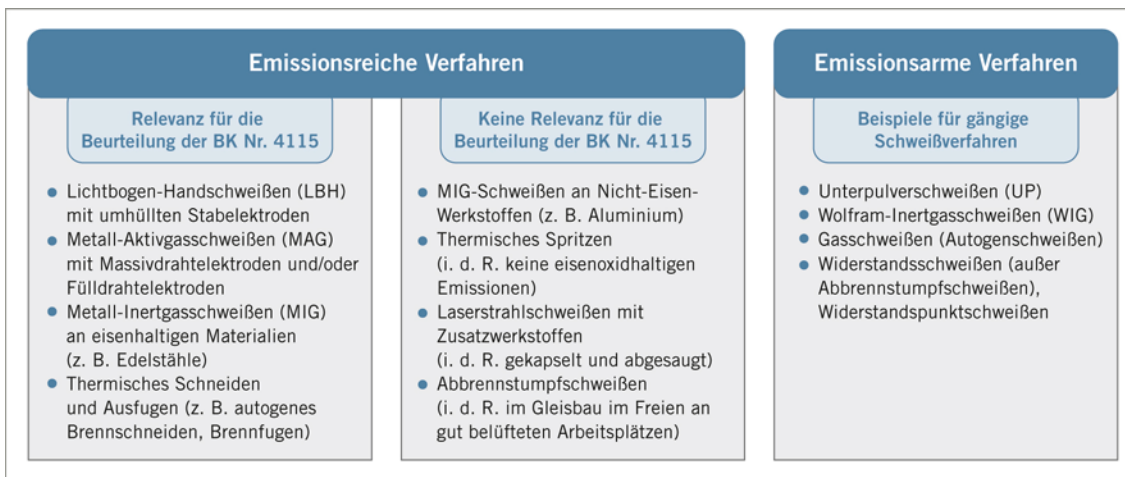 Emissionsreiche Verfahren
Relevanz für die
Beurteilung der BK Nr. 4115
Lichtbogen-Handschweißen (LBH)
mit umhüllten Stabelektroden
Metall-Aktivgasschweißen (MAG)
mit Massivdrahtelektroden und/oder
Fülldrahtelektroden
Metall-Inertgasschweißen (MIG)
an eisenhaltigen Materialien
(z. B. Edelstähle)
Thermisches Schneiden
und Ausfugen (z. B. autogenes
Brennschneiden, Brennfugen)
Keine Relevanz für die
Beurteilung der BK Nr. 4115
MIG-Schweißen an Nicht-Eisen-
Werkstoffen (z. B. Aluminium)
Thermisches Spritzen
(i. d. R. keine eisenoxidhaltigen
Emissionen)
Laserstrahlschweißen mit
Zusatzwerkstoffen
(i. d. R. gekapselt und abgesaugt)
Abbrennstumpfschweißen
(i. d. R. im Gleisbau im Freien an
gut belüfteten Arbeitsplätzen)
Emissionsarme Verfahren
Beispiele für gängige
Schweißverfahren
Unterpulverschweißen (UP)
Wolfram-Inertgasschweißen (WIG)
Gasschweißen (Autogenschweißen)
Widerstandsschweißen (außer
Abbrennstumpfschweißen),
Widerstandspunktschweißen